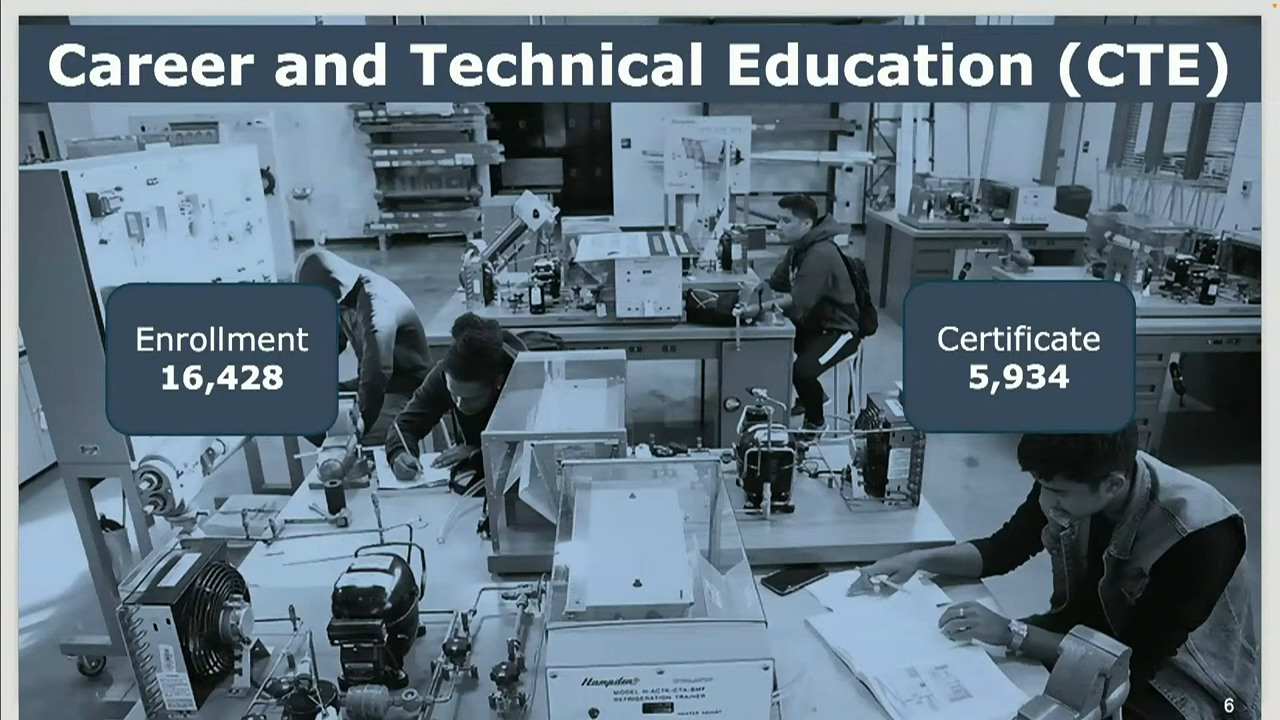 Career and Technical Education (CTE)
Enrollment
16,428
Certificate
5,934
Hampden
REFRIGERATION TRAINER
6